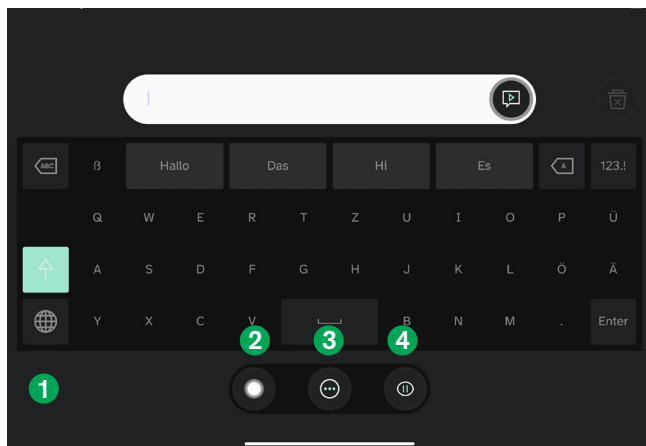 ABC ß Hallo Das Hi Es A 123.!
Q W E R T Z U I O P Ü
A S D F G H J K L Ö Ä
Y X C V B N M . Enter
2 3 4
1